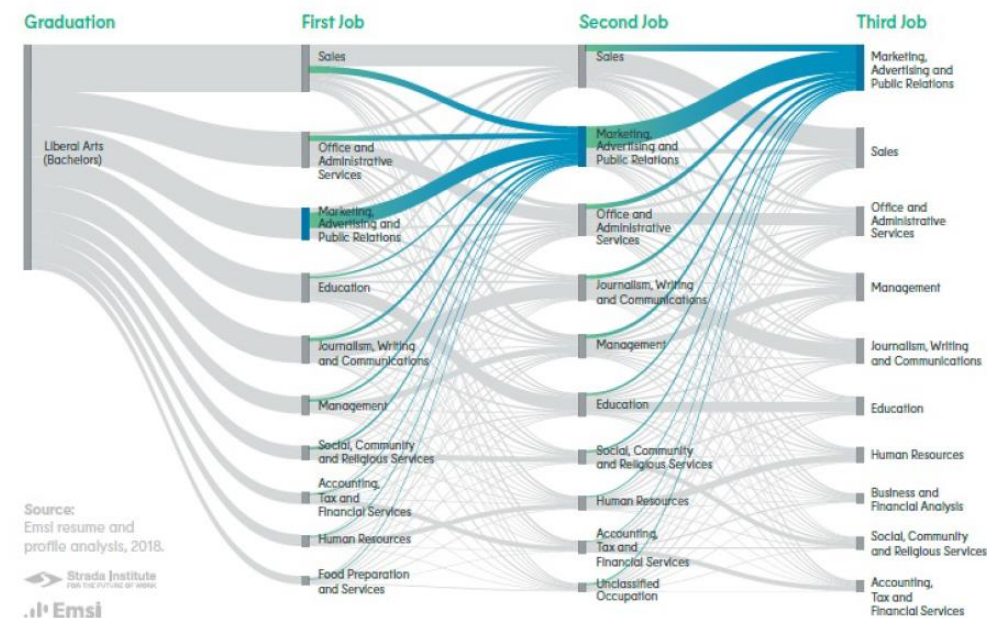 Graduation
First Job
Second Job
Third Job
Liberal Arts
(Bachelors)
Sales
Office and
Administrative
Services
Marketing,
Advertising and
Public Relations
Education
Journalism, Writing
and Communications
Management
Social, Community
and Religious Services
Accounting,
Tax and
Financial Services
Human Resources
Food Preparation
and Services
Sales
Marketing,
Advertising and
Public Relations
Office and
Administrative
Services
Journalism, Writing
and Communications
Management
Education
Social, Community
and Religious Services
Human Resources
Accounting,
Tax and
Financial Services
Unclassified
Occupation
Marketing,
Advertising and
Public Relations
Sales
Office and
Administrative
Services
Management
Journalism, Writing
and Communications
Education
Human Resources
Business and
Financial Analysis
Social, Community
and Religious Services
Accounting,
Tax and
Financial Services
Source:
Emsi resume and
profile analysis, 2018.
Strada Institute
FOR THE FUTURE OF WORK
Emsi